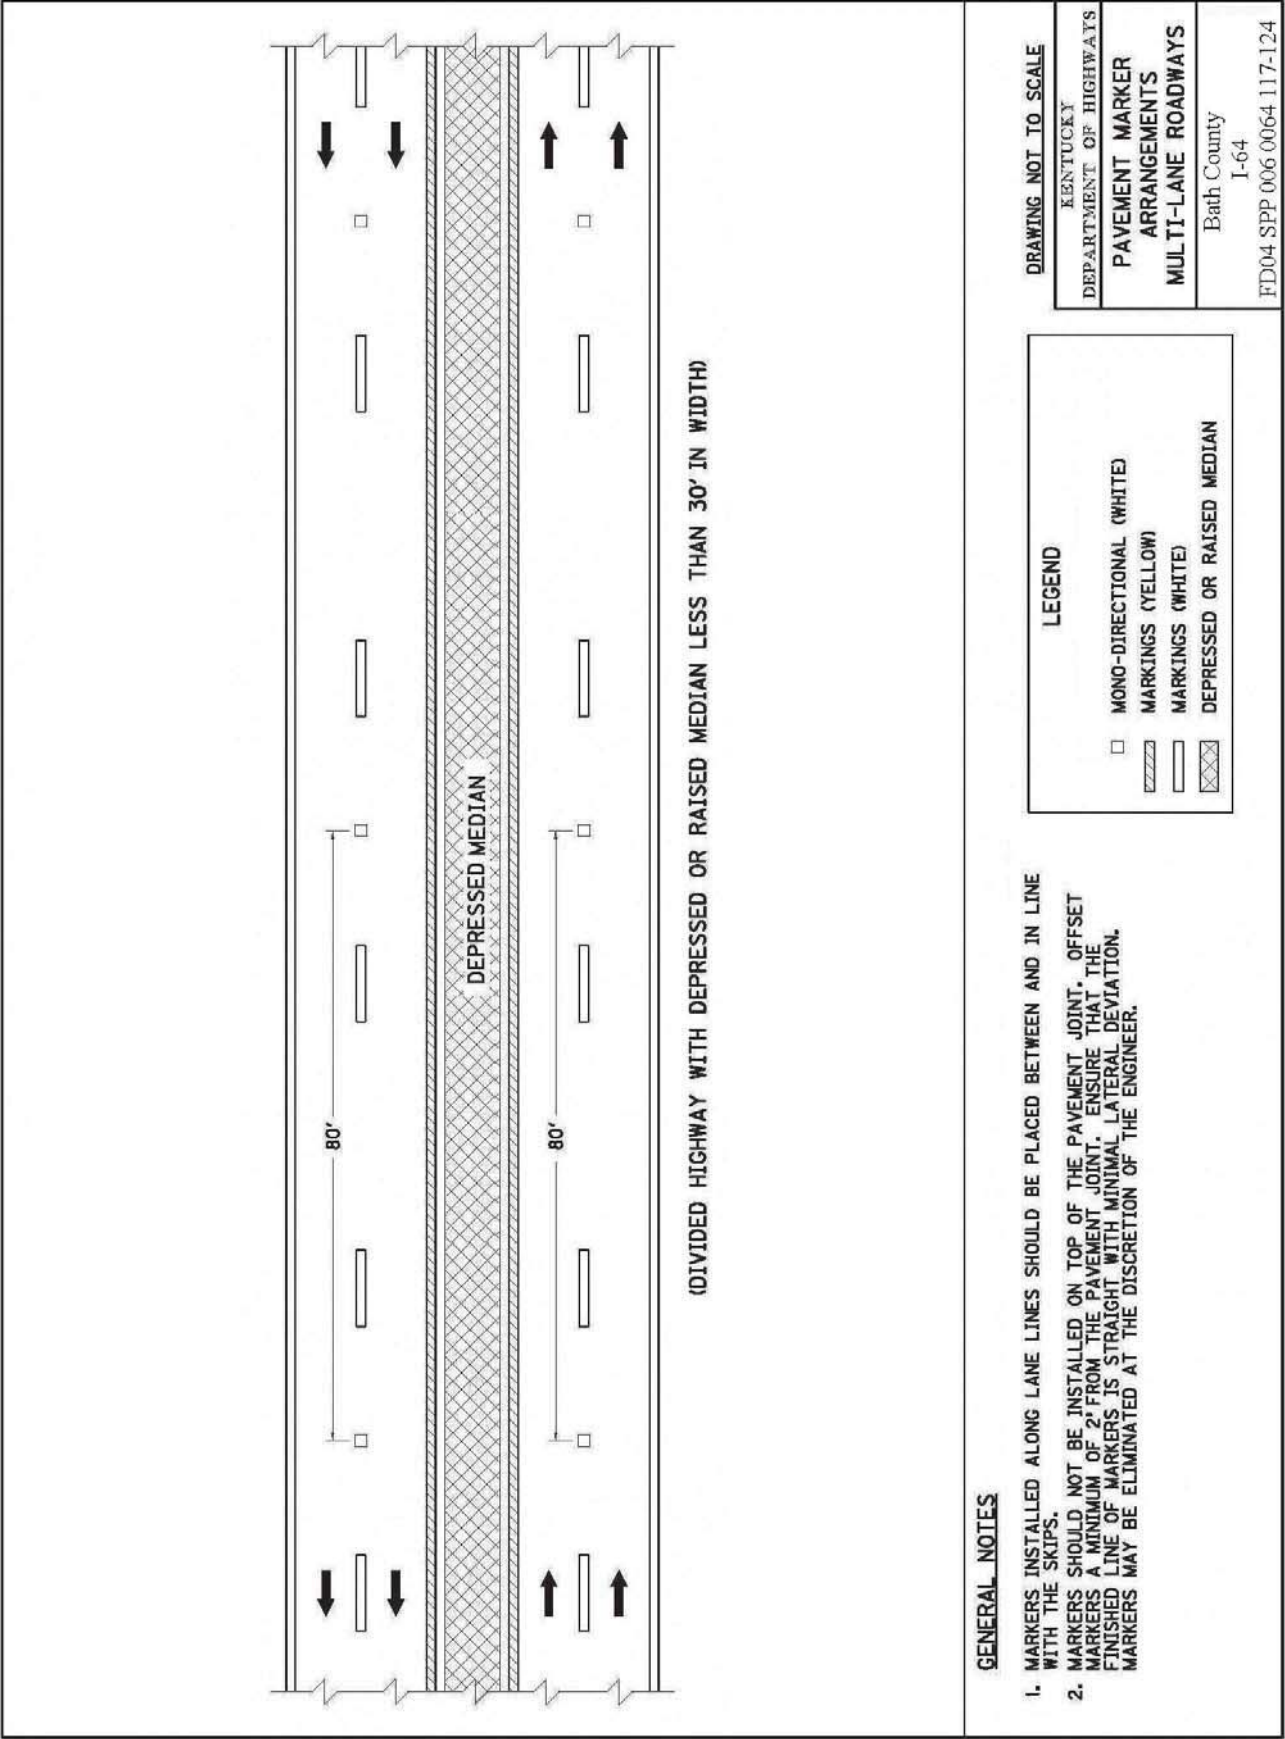 80'
DEPRESSED MEDIAN
80'
(DIVIDED HIGHWAY WITH DEPRESSED OR RAISED MEDIAN LESS THAN 30' IN WIDTH)
GENERAL NOTES
1. MARKERS INSTALLED ALONG LANE LINES SHOULD BE PLACED BETWEEN AND IN LINE
WITH THE SKIPS.
2. MARKERS SHOULD NOT BE INSTALLED ON TOP OF THE PAVEMENT JOINT. OFFSET
MARKERS A MINIMUM OF 2" FROM THE PAVEMENT JOINT. ENSURE THAT THE
FINISHED LINE OF MARKERS IS STRAIGHT WITH MINIMAL LATERAL DEVIATION.
MARKERS MAY BE ELIMINATED AT THE DISCRETION OF THE ENGINEER.
LEGEND
MONO-DIRECTIONAL (WHITE)
MARKINGS (YELLOW)
MARKINGS (WHITE)
DEPRESSED OR RAISED MEDIAN
DRAWING NOT TO SCALE
KENTUCKY
DEPARTMENT OF HIGHWAYS
PAVEMENT MARKER
ARRANGEMENTS
MULTI-LANE ROADWAYS
Bath County
I-64
FD04 SPP 006 0064 117-124